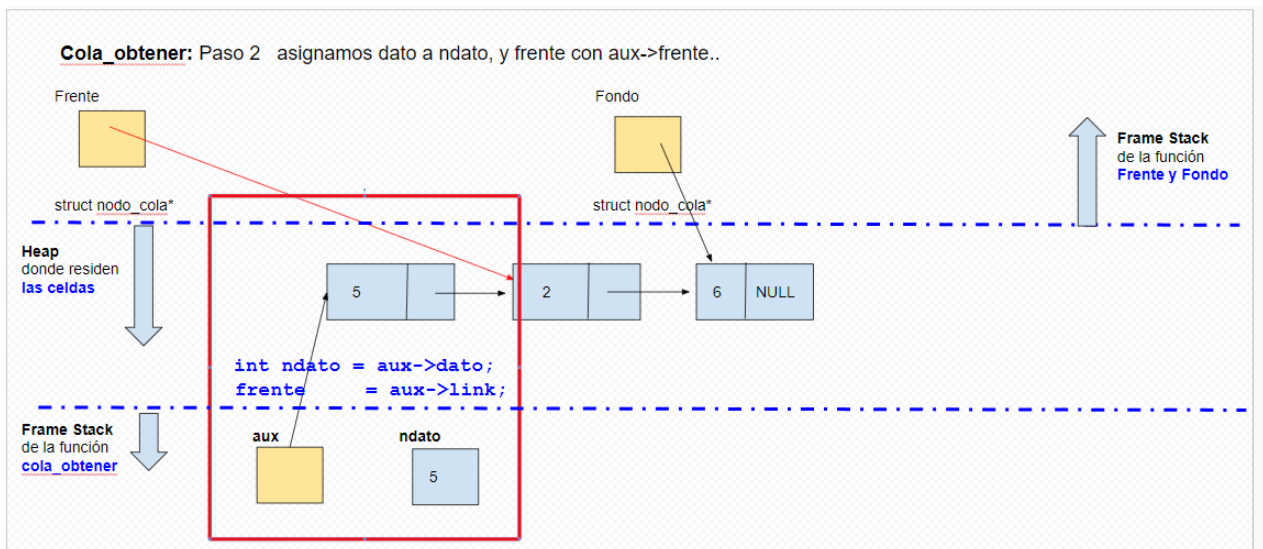 Cola_obtener: Paso 2 asignamos dato a ndato, y frente con aux->frente..
Frente
Fondo
Frame Stack
de la función
Frente y Fondo
struct nodo_cola*
struct nodo_cola*
Heap
donde residen
las celdas
5
2
6 NULL
int ndato = aux->dato;
frente = aux->link;
Frame Stack
de la función
cola_obtener
aux
ndato
5